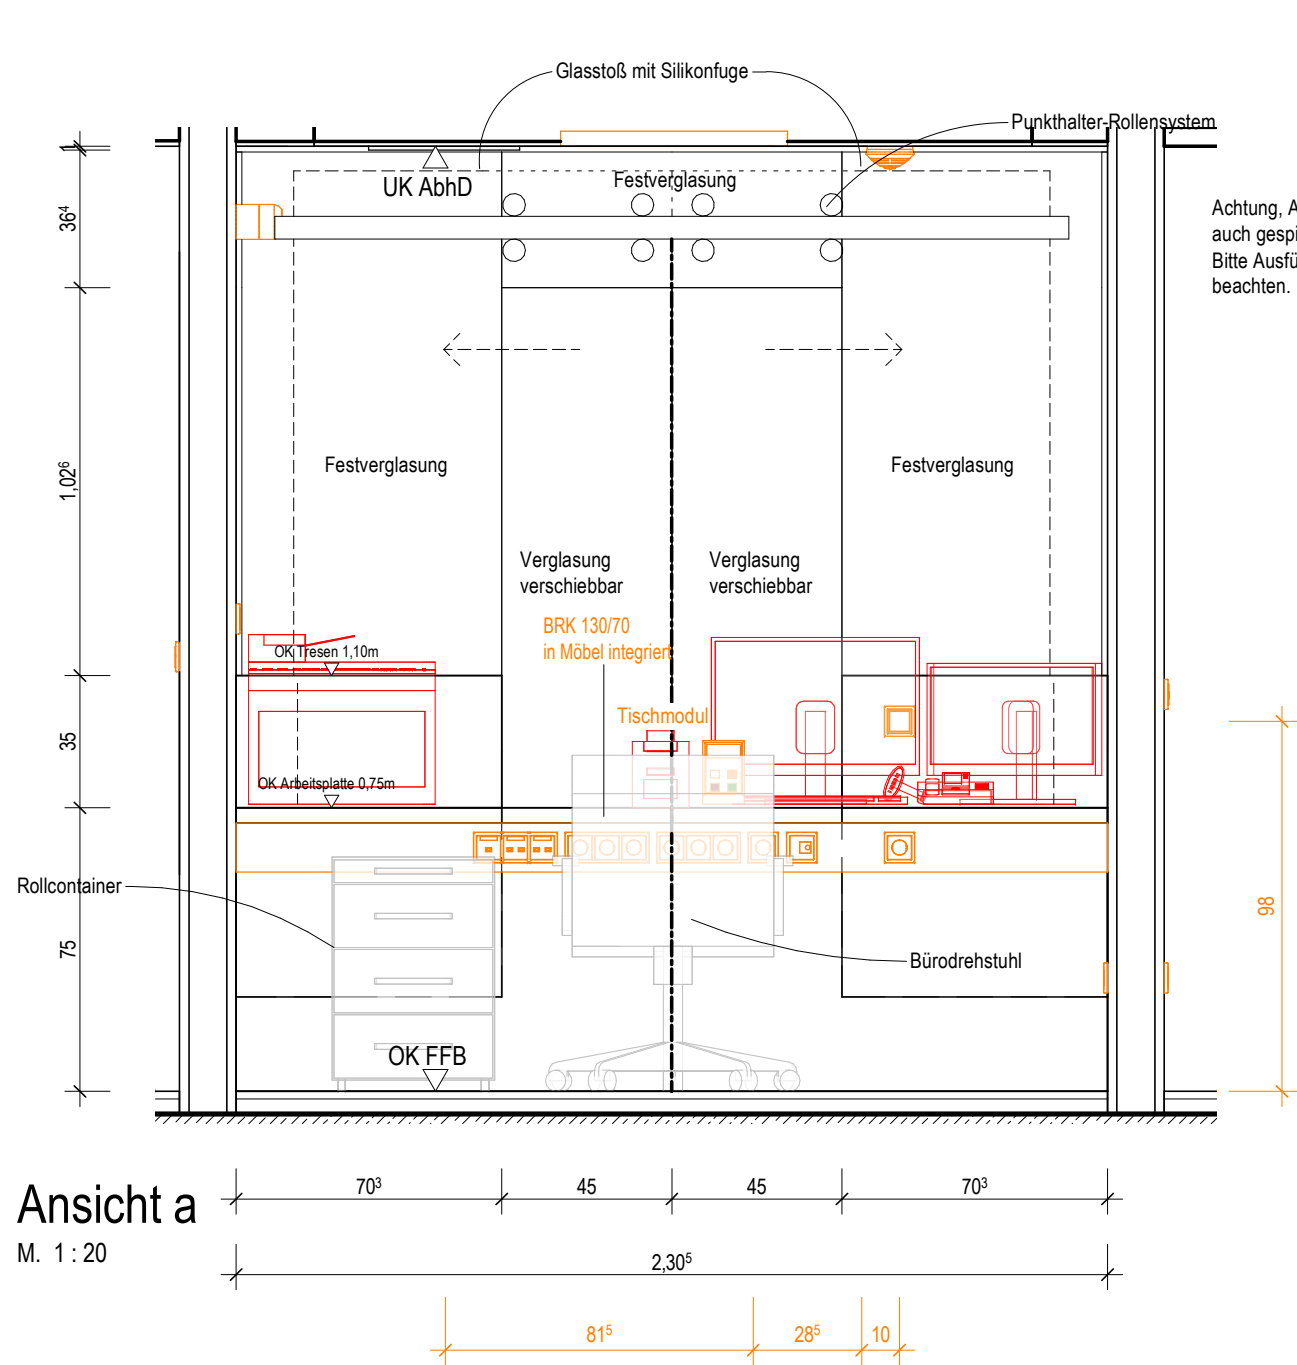 Glasstoß mit Silikonfuge
Punkthalter-Rollensystem
UK AbhD
Festverglasung
1
36⁴
Achtung, A
auch gespi
Bitte Ausfü
beachten.
Festverglasung
Festverglasung
1,02⁶
Verglasung
verschiebbar
Verglasung
verschiebbar
BRK 130/70
in Möbel integriert
OK Tresen 1,10m
Tischmodul
35
OK Arbeitsplatte 0,75m
Rollcontainer
98
75
Bürodrehstuhl
OK FFB
Ansicht a
M. 1 : 20
70³
45
45
70³
2,30⁵
81⁵
28⁵
10